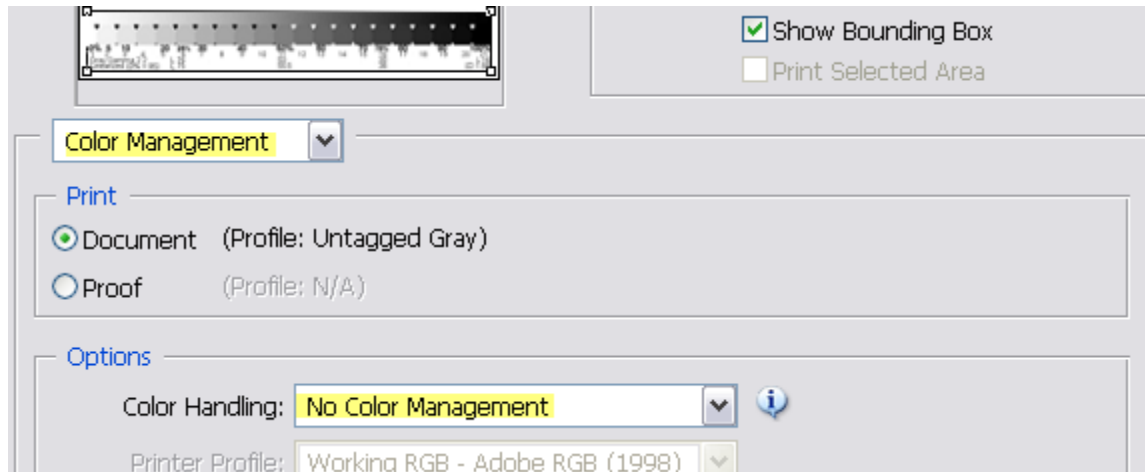 Show Bounding Box
Print Selected Area
Color Management
Print
Document (Profile: Untagged Gray)
Proof (Profile: N/A)
Options
Color Handling: No Color Management
Printer Profile: Working RGB - Adobe RGB (1998)